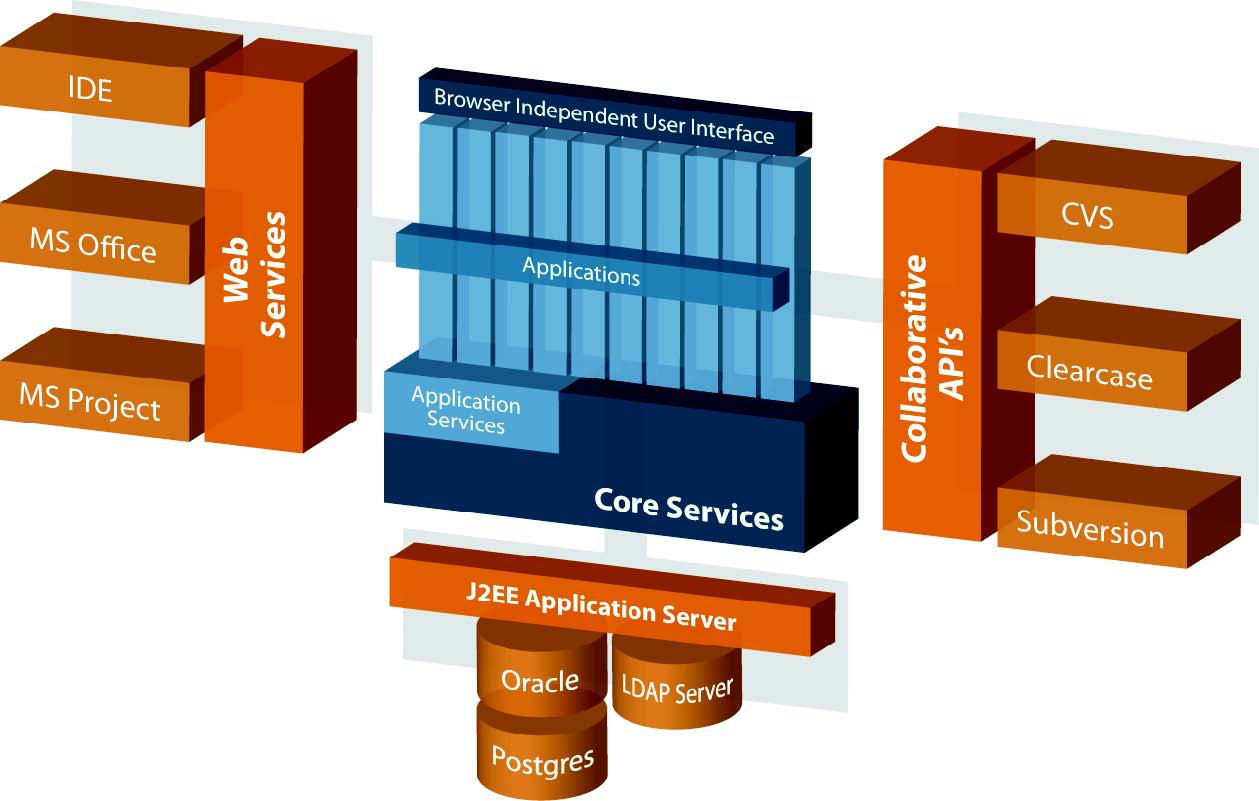 IDE
MS Office
MS Project
Web
Services
Browser Independent User Interface
Applications
Application
Services
Core Services
Collaborative
API's
CVS
Clearcase
Subversion
J2EE Application Server
Oracle
LDAP Server
Postgres